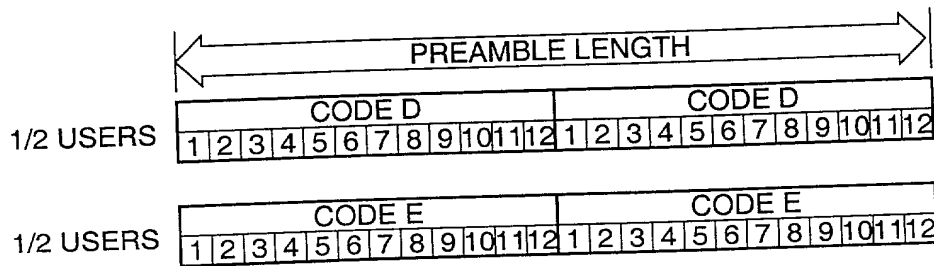 PREAMBLE LENGTH
CODE D CODE D
1/2 USERS 1 2 3 4 5 6 7 8 9 10 11 12 1 2 3 4 5 6 7 8 9 10 11 12
CODE E CODE E
1/2 USERS 1 2 3 4 5 6 7 8 9 10 11 12 1 2 3 4 5 6 7 8 9 10 11 12